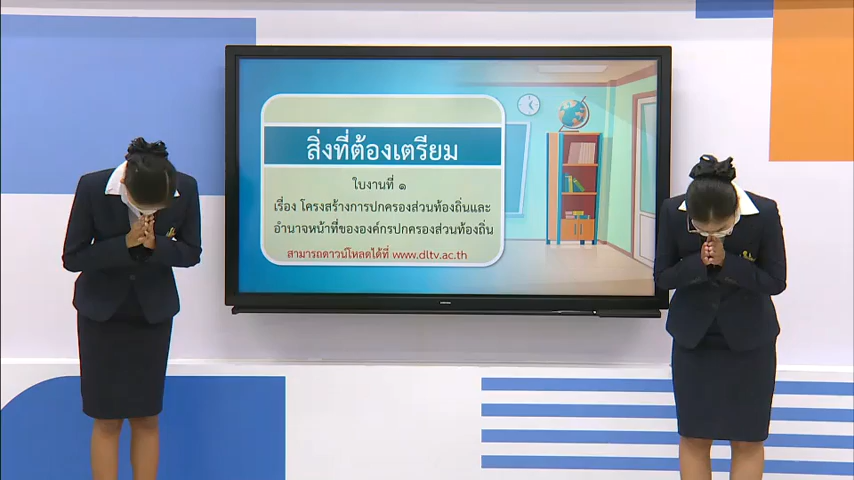 สิ่งที่ต้องเตรียม
ใบงานที่ ๑
เรื่อง โครงสร้างการปกครองส่วนท้องถิ่นและ
อำนาจหน้าที่ขององค์กรปกครองส่วนท้องถิ่น
สามารถดาวน์โหลดได้ที่ www.dltv.ac.th